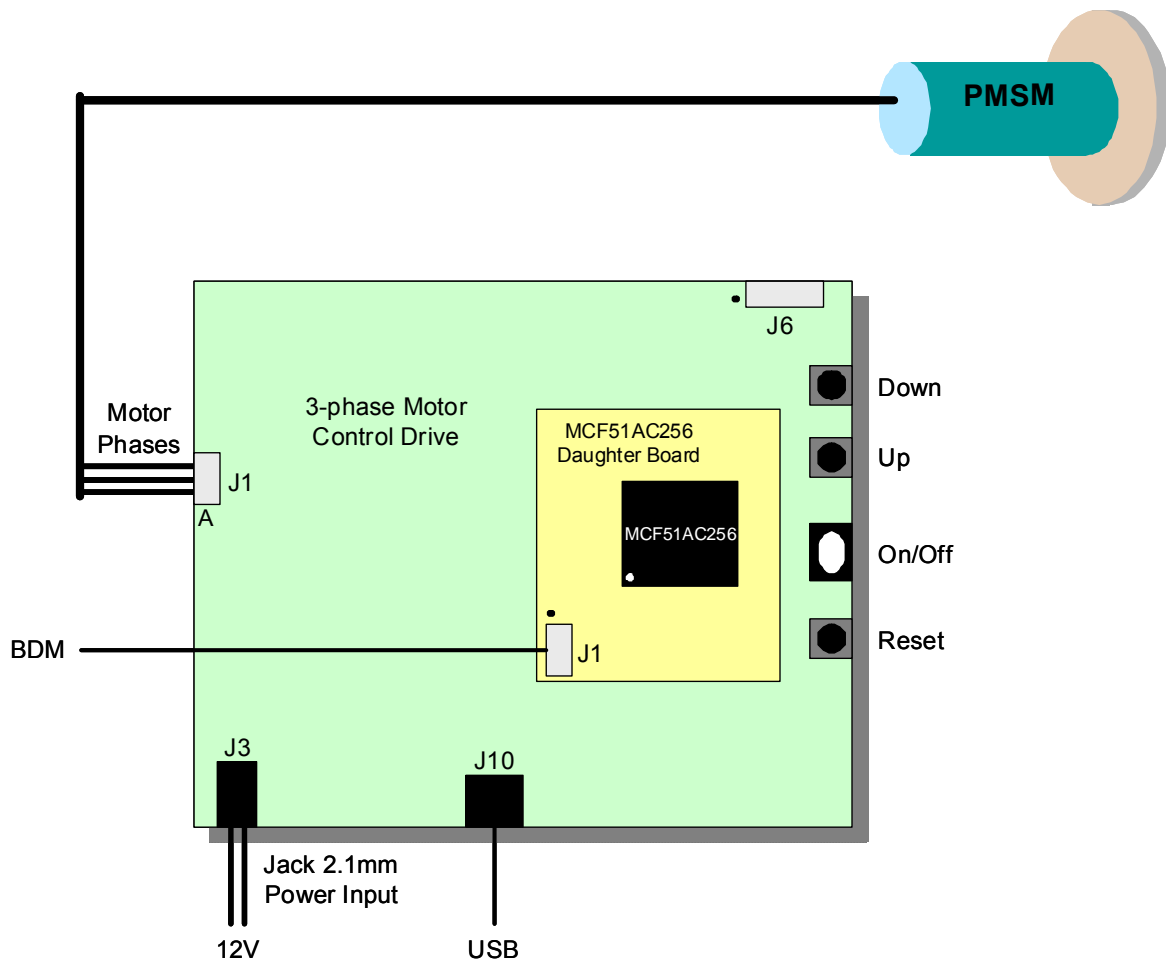 PMSM
J6
Down
3-phase Motor
Control Drive
Motor
Phases
MCF51AC256
Daughter Board
Up
J1
A
MCF51AC256
On/Off
Reset
BDM
J1
J3
J10
Jack 2.1mm
Power Input
12V
USB